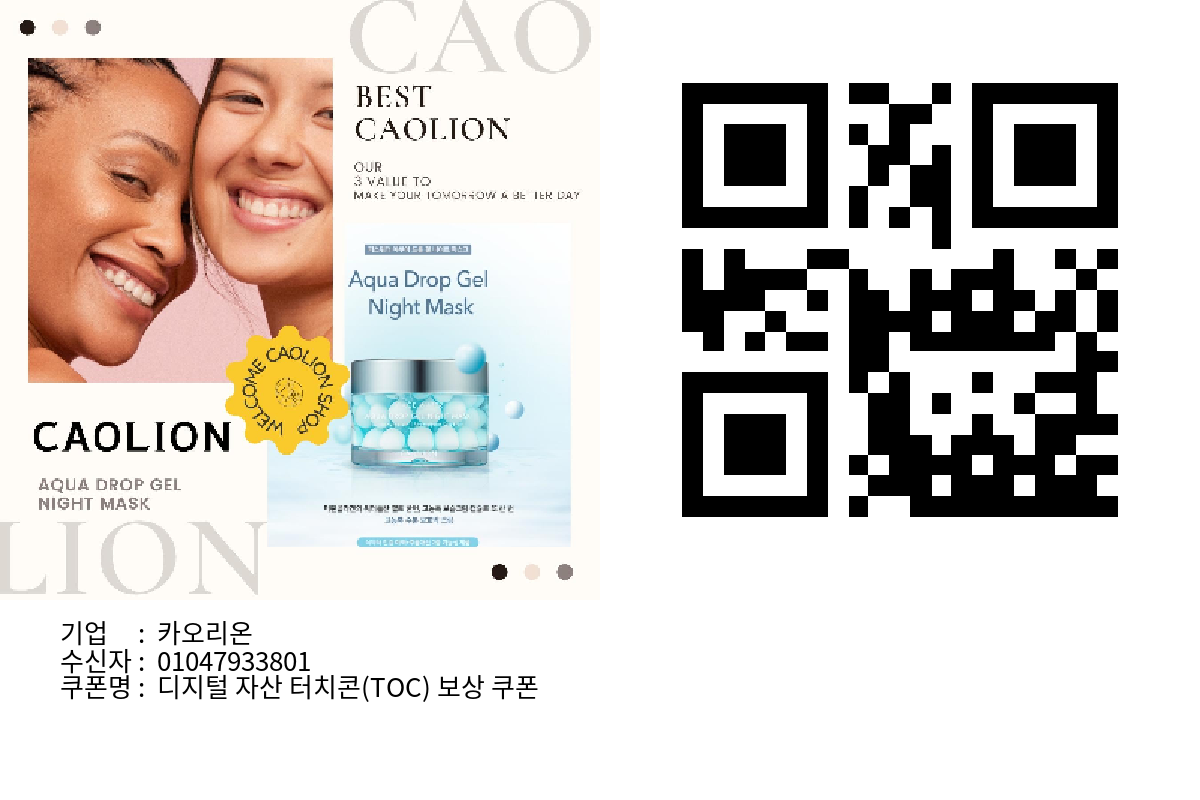 CAO
BEST
CAOLION
OUR
3 VALUE TO
MAKE YOUR TOMORROW A BETTER DAY
Aqua Drop Gel
Night Mask
WELCOME CAOLION SHOP
CAOLION
AQUA DROP GEL
NIGHT MASK
LION
기업 : 카오리온
수신자 : 01047933801
쿠폰명 : 디지털 자산 터치콘(TOC) 보상 쿠폰